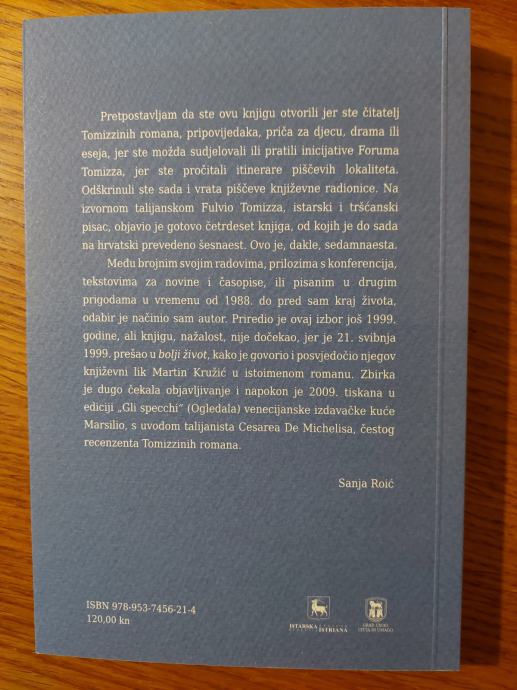 Pretpostavljam da ste ovu knjigu otvorili jer ste čitatelj
Tomizzinih romana, pripovijedaka, priča za djecu, drama ili
eseja, jer ste možda sudjelovali ili pratili inicijative Foruma
Tomizza, jer ste pročitali itinerare piščevih lokaliteta.
Odškrinuli ste sada i vrata piščeve književne radionice. Na
izvornom talijanskom Fulvio Tomizza, istarski i tršćanski
pisac, objavio je gotovo četrdeset knjiga, od kojih je do sada
na hrvatski prevedeno šesnaest. Ovo je, dakle, sedamnaesta.
Među brojnim svojim radovima, prilozima s konferencija,
tekstovima za novine i časopise, ili pisanim u drugim
prigodama u vremenu od 1988. do pred sam kraj života,
odabir je načinio sam autor. Priredio je ovaj izbor još 1999.
godine, ali knjigu, nažalost, nije dočekao, jer je 21. svibnja
1999. prešao u bolji život, kako je govorio i posvjedočio njegov
književni lik Martin Kružić u istoimenom romanu. Zbirka
je dugo čekala objavljivanje i napokon je 2009. tiskana u
ediciji „Gli specchi“ (Ogledala) venecijanske izdavačke kuće
Marsilio, s uvodom talijanista Cesarea De Michelisa, čestog
recenzenta Tomizzinih romana.
Sanja Roić
ISBN 978-953-7456-21-4
120,00 kn
ISTARSKA
ISTRIANA
GRAD UMAG
CITTÀ DI UMAGO